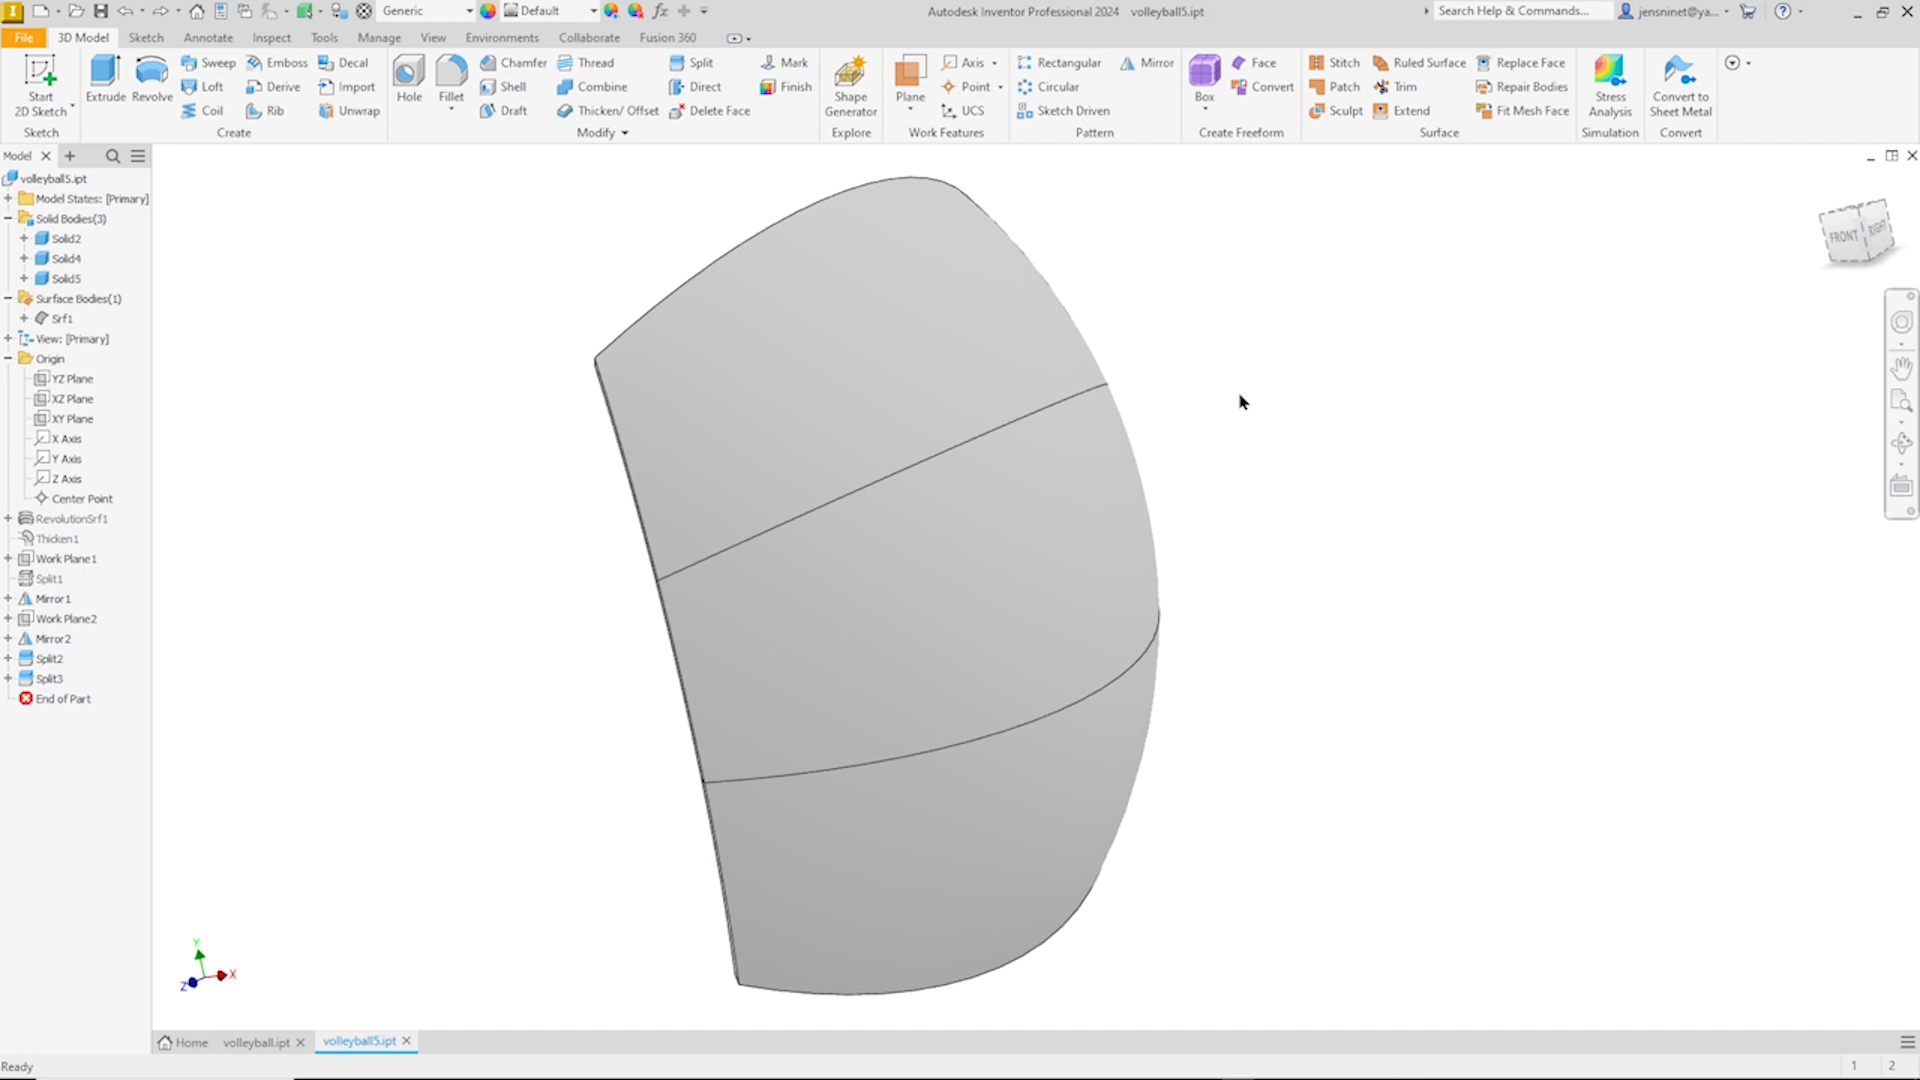 Generic
Default
fx
Autodesk Inventor Professional 2024 volleyball5.ipt
Search Help & Commands...
jensninet@ya...
File 3D Model Sketch Annotate Inspect Tools Manage View Environments Collaborate Fusion 360
Start
2D Sketch
Sketch
Extrude Revolve
Sweep Emboss Decal
Loft Derive Import
Coil Rib Unwrap
Create
Hole Fillet
Chamfer Thread Split Mark
Shell Combine Direct Finish
Draft Thicken/ Offset Delete Face
Modify
Shape
Generator
Explore
Plane
Axis
Point
UCS
Work Features
Rectangular Mirror
Circular
Sketch Driven
Pattern
Box
Face
Convert
Create Freeform
Stitch Ruled Surface Replace Face
Patch Trim Repair Bodies
Sculpt Extend Fit Mesh Face
Surface
Stress
Analysis
Simulation
Convert to
Sheet Metal
Convert
Model
volleyball5.ipt
Model States: [Primary]
Solid Bodies(3)
Solid2
Solid4
Solid5
Surface Bodies(1)
Srf1
View: [Primary]
Origin
YZ Plane
XZ Plane
XY Plane
X Axis
Y Axis
Z Axis
Center Point
RevolutionSrf1
Thicken1
Work Plane1
Split1
Mirror1
Work Plane2
Mirror2
Split2
Split3
End of Part
FRONT RIGHT
Y
X
Z
Home volleyball.ipt volleyball5.ipt
Ready
1 2